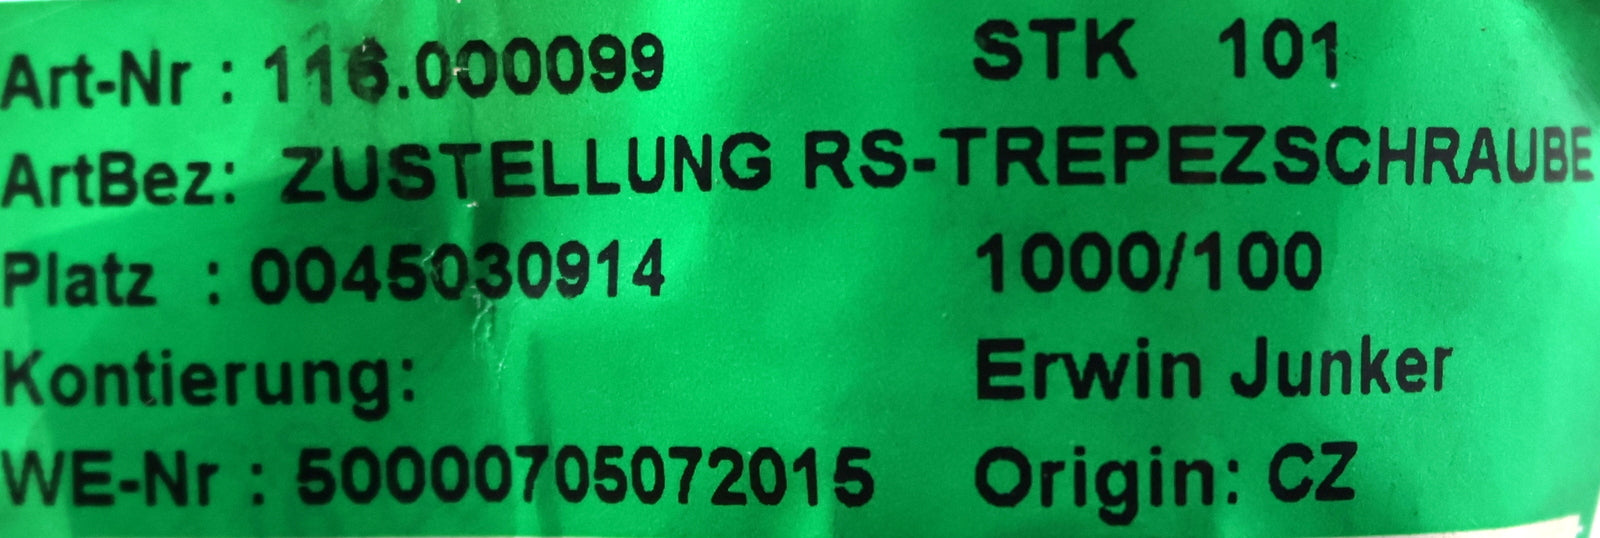 Art-Nr : 116.000099 STK 101
ArtBez: ZUSTELLUNG RS-TREPEZSCHRAUBE
Platz : 0045030914 1000/100
Kontierung: Erwin Junker
WE-Nr : 50000705072015 Origin: CZ